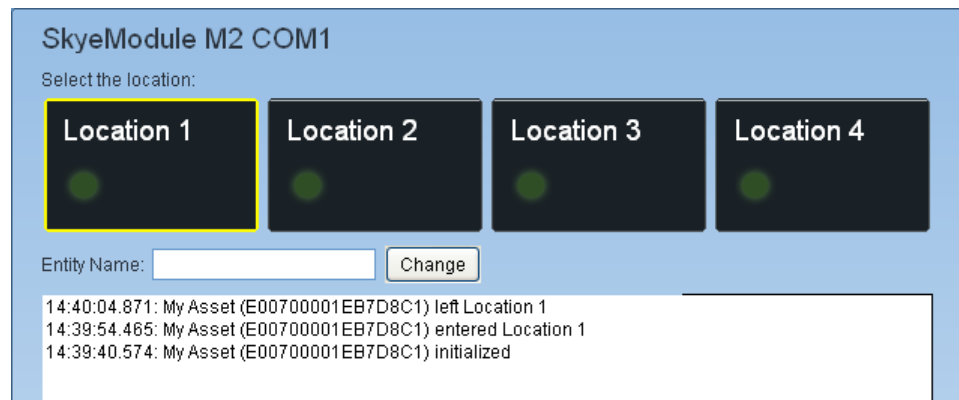 SkyeModule M2 COM1
Select the location:
Location 1 Location 2 Location 3 Location 4
Entity Name: Change
14:40:04.871: My Asset (E00700001EB7D8C1) left Location 1
14:39:54.465: My Asset (E00700001EB7D8C1) entered Location 1
14:39:40.574: My Asset (E00700001EB7D8C1) initialized